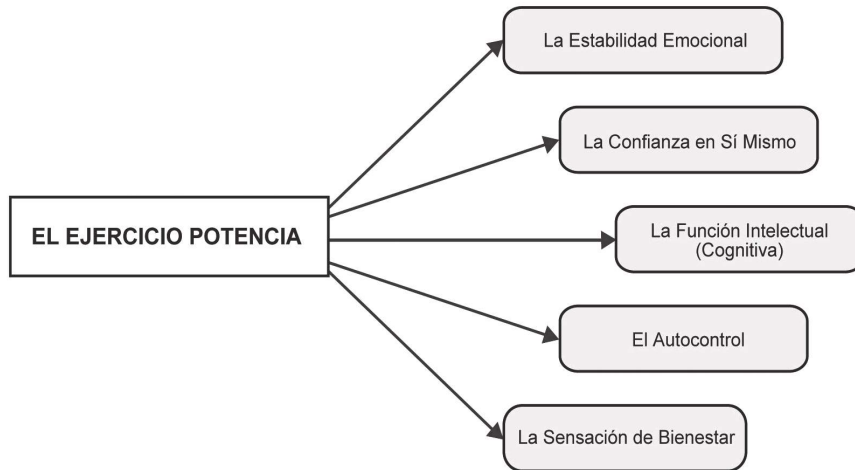 La Estabilidad Emocional
La Confianza en Sí Mismo
EL EJERCICIO POTENCIA
La Función Intelectual
(Cognitiva)
El Autocontrol
La Sensación de Bienestar